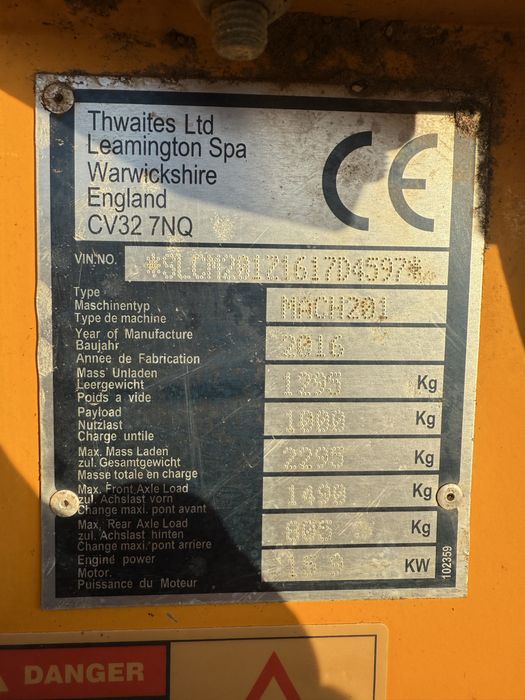 Thwaites Ltd
Leamington Spa
Warwickshire
England
CV32 7NQ
CE
VIN.NO. *SLCM201Z1617D4597*
Type
Maschinentyp
Type de machine
MACH201
Year of Manufacture
Baujahr
Année de Fabrication
2016
Mass Unladen
Leergewicht
Poids a vide
1295 Kg
Payload
Nutzlast
Charge untile
1000 Kg
Max. Mass Laden
zul. Gesamtgewicht
Masse totale en charge
2295 Kg
Max. Front Axle Load
zul. Achslast vorn
Change maxi. pont avant
1490 Kg
Max. Rear Axle Load
zul. Achslast hinten
Change maxi. pont arriere
805 Kg
Engine power
Motor.
Puissance du Moteur
KW
102359
DANGER